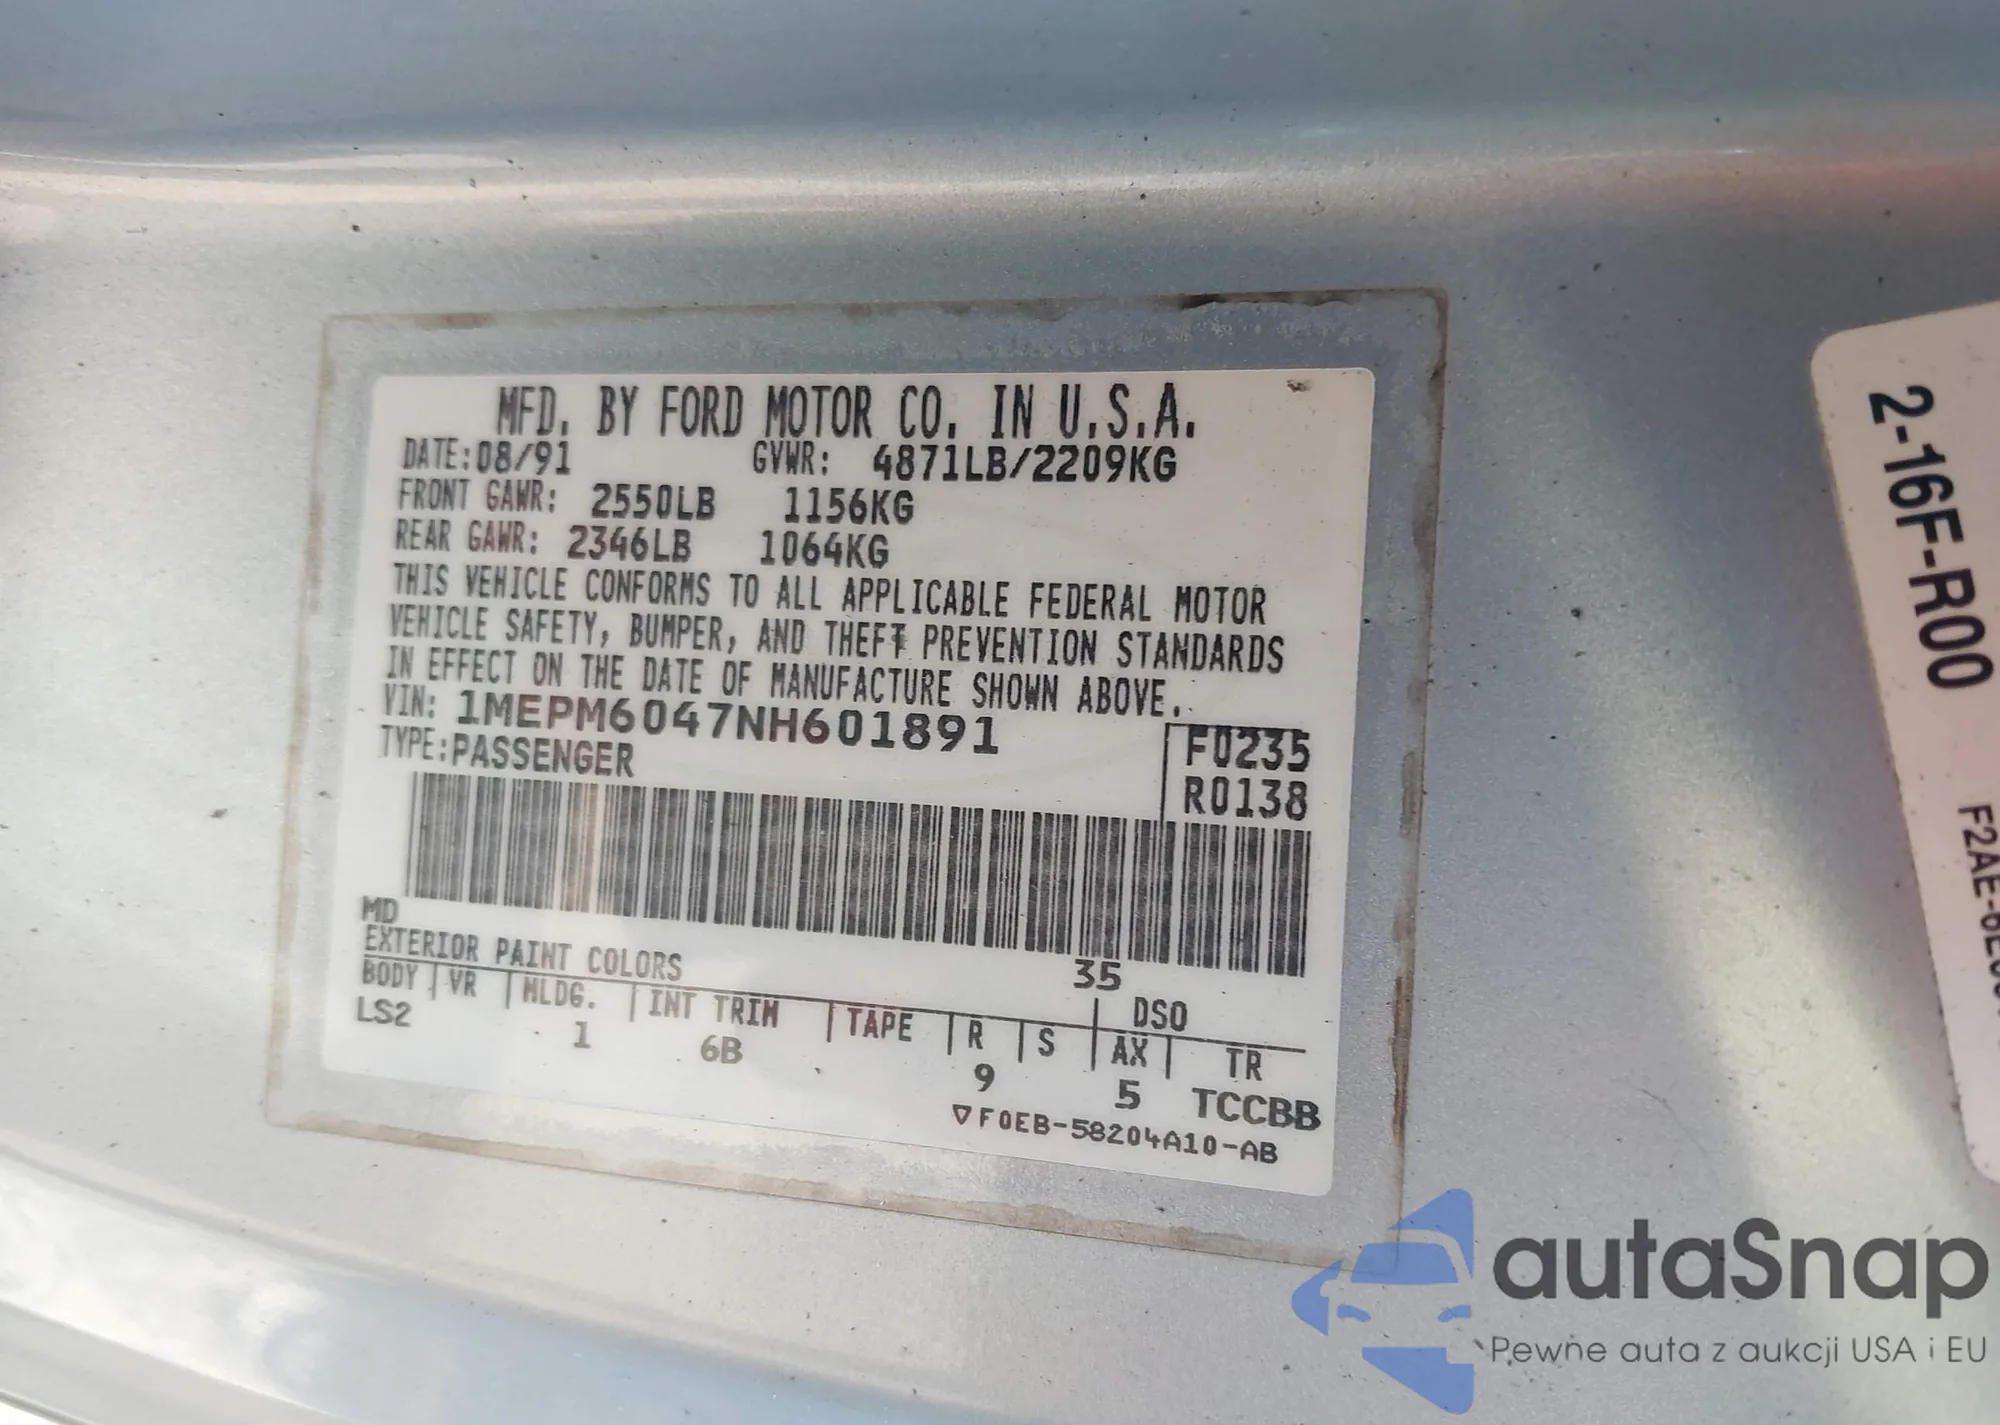 MFD. BY FORD MOTOR CO. IN U.S.A.
DATE: 08/91 GVWR: 4871LB/2209KG
FRONT GAWR: 2550LB 1156KG
REAR GAWR: 2346LB 1064KG
THIS VEHICLE CONFORMS TO ALL APPLICABLE FEDERAL MOTOR
VEHICLE SAFETY, BUMPER, AND THEFT PREVENTION STANDARDS
IN EFFECT ON THE DATE OF MANUFACTURE SHOWN ABOVE.
VIN: 1MEPM6047NH601891
TYPE: PASSENGER
F0235
R0138
MD
EXTERIOR PAINT COLORS 35 DSO
BODY VR MLDG. INT TRIM TAPE R S AX TR
LS2 1 6B 9 5 TCCBB
▽F0EB-58204A10-AB
2-16F-R00
autaSnap
Pewne auta z aukcji USA i EU